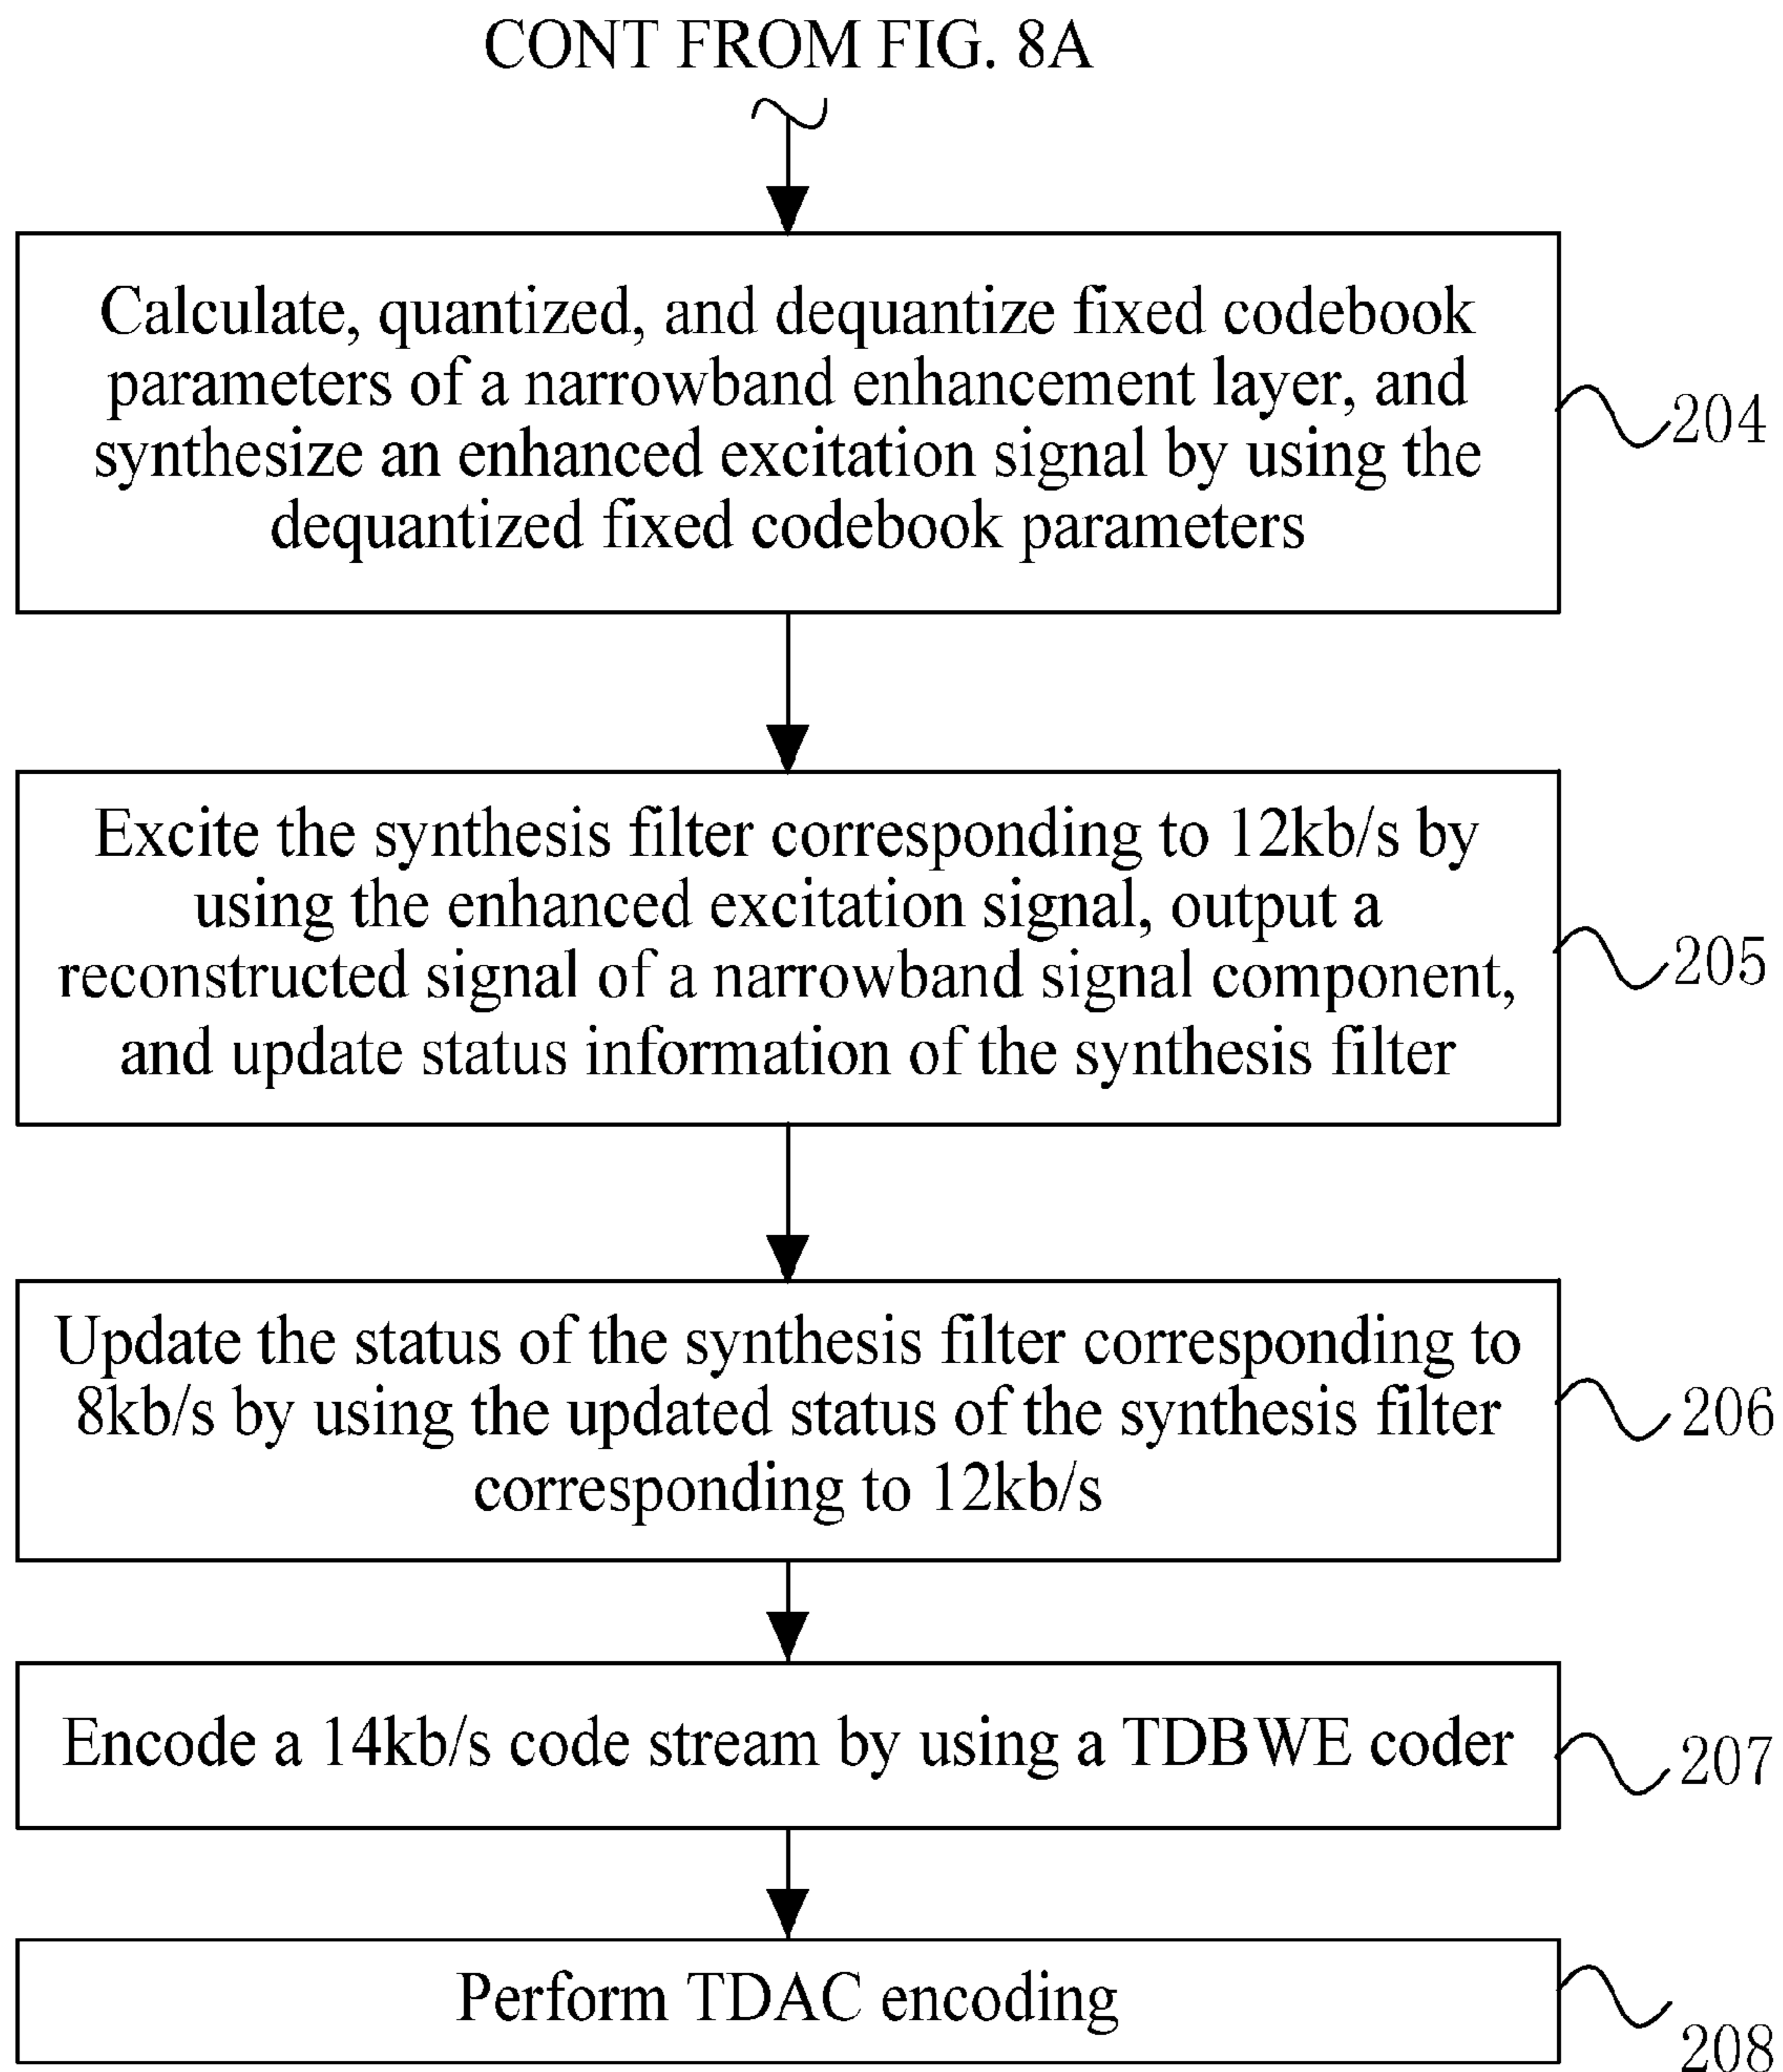 CONT FROM FIG. 8A
Calculate, quantized, and dequantize fixed codebook
parameters of a narrowband enhancement layer, and
synthesize an enhanced excitation signal by using the
dequantized fixed codebook parameters
204
Excite the synthesis filter corresponding to 12kb/s by
using the enhanced excitation signal, output a
reconstructed signal of a narrowband signal component,
and update status information of the synthesis filter
205
Update the status of the synthesis filter corresponding to
8kb/s by using the updated status of the synthesis filter
corresponding to 12kb/s
206
Encode a 14kb/s code stream by using a TDBWE coder
207
Perform TDAC encoding
208